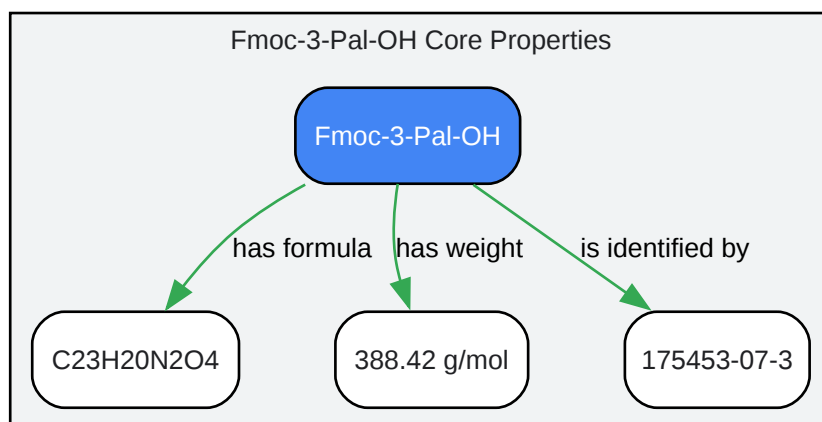 Fmoc-3-Pal-OH Core Properties
Fmoc-3-Pal-OH
has formula
has weight
is identified by
C23H20N2O4
388.42 g/mol
175453-07-3